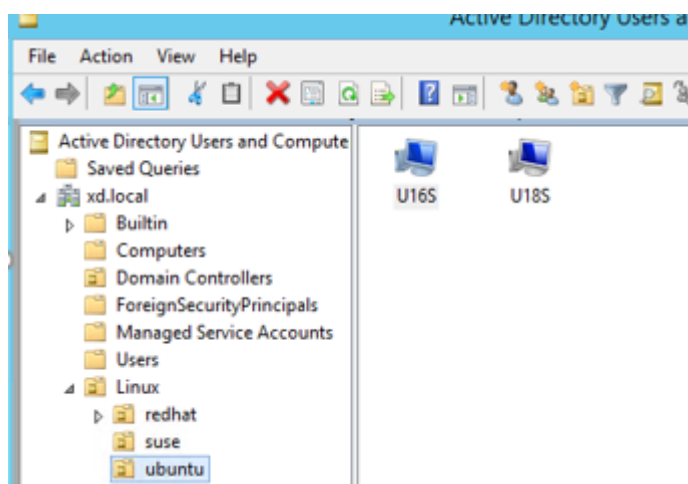 Active Directory Users a
File Action View Help
Active Directory Users and Compute
Saved Queries
xd.local
Builtin
Computers
Domain Controllers
ForeignSecurityPrincipals
Managed Service Accounts
Users
Linux
redhat
suse
ubuntu
U16S U18S